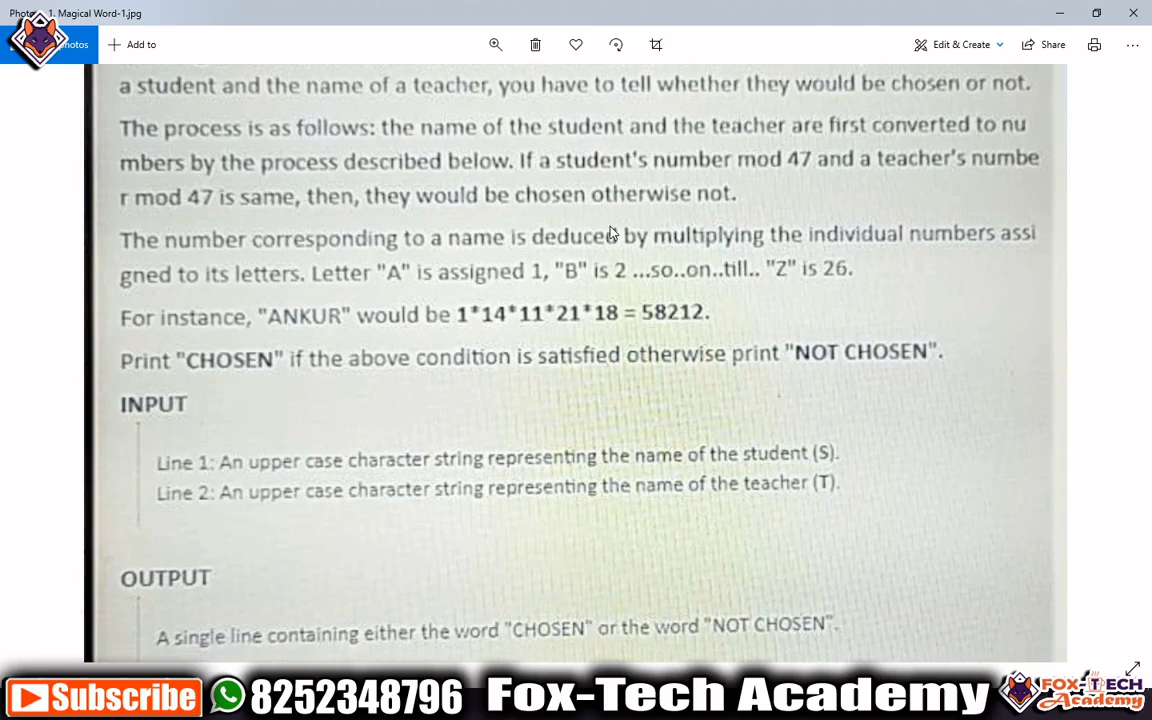 1. Magical Word-1.jpg
Add to
Edit & Create
Share
a student and the name of a teacher, you have to tell whether they would be chosen or not.
The process is as follows: the name of the student and the teacher are first converted to nu
mbers by the process described below. If a student's number mod 47 and a teacher's numbe
r mod 47 is same, then, they would be chosen otherwise not.
The number corresponding to a name is deduced by multiplying the individual numbers assi
gned to its letters. Letter "A" is assigned 1, "B" is 2 ...so..on..till.. "Z" is 26.
For instance, "ANKUR" would be 1*14*11*21*18 = 58212.
Print "CHOSEN" if the above condition is satisfied otherwise print "NOT CHOSEN".
INPUT
Line 1: An upper case character string representing the name of the student (S).
Line 2: An upper case character string representing the name of the teacher (T).
OUTPUT
A single line containing either the word "CHOSEN" or the word "NOT CHOSEN".
Subscribe 8252348796 Fox-Tech Academy
FOX-TECH
Academy